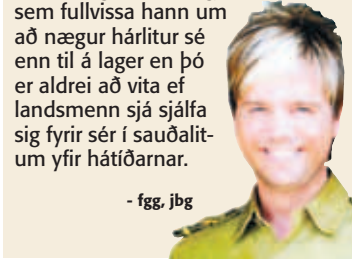 sem fullvissa hann um
að nægur hárlitur sé
enn til á lager en þó
er aldrei að vita ef
landsmenn sjá sjálfa
sig fyrir sér í sauðalit-
um yfir hátíðarnar.
- fgg, jbg